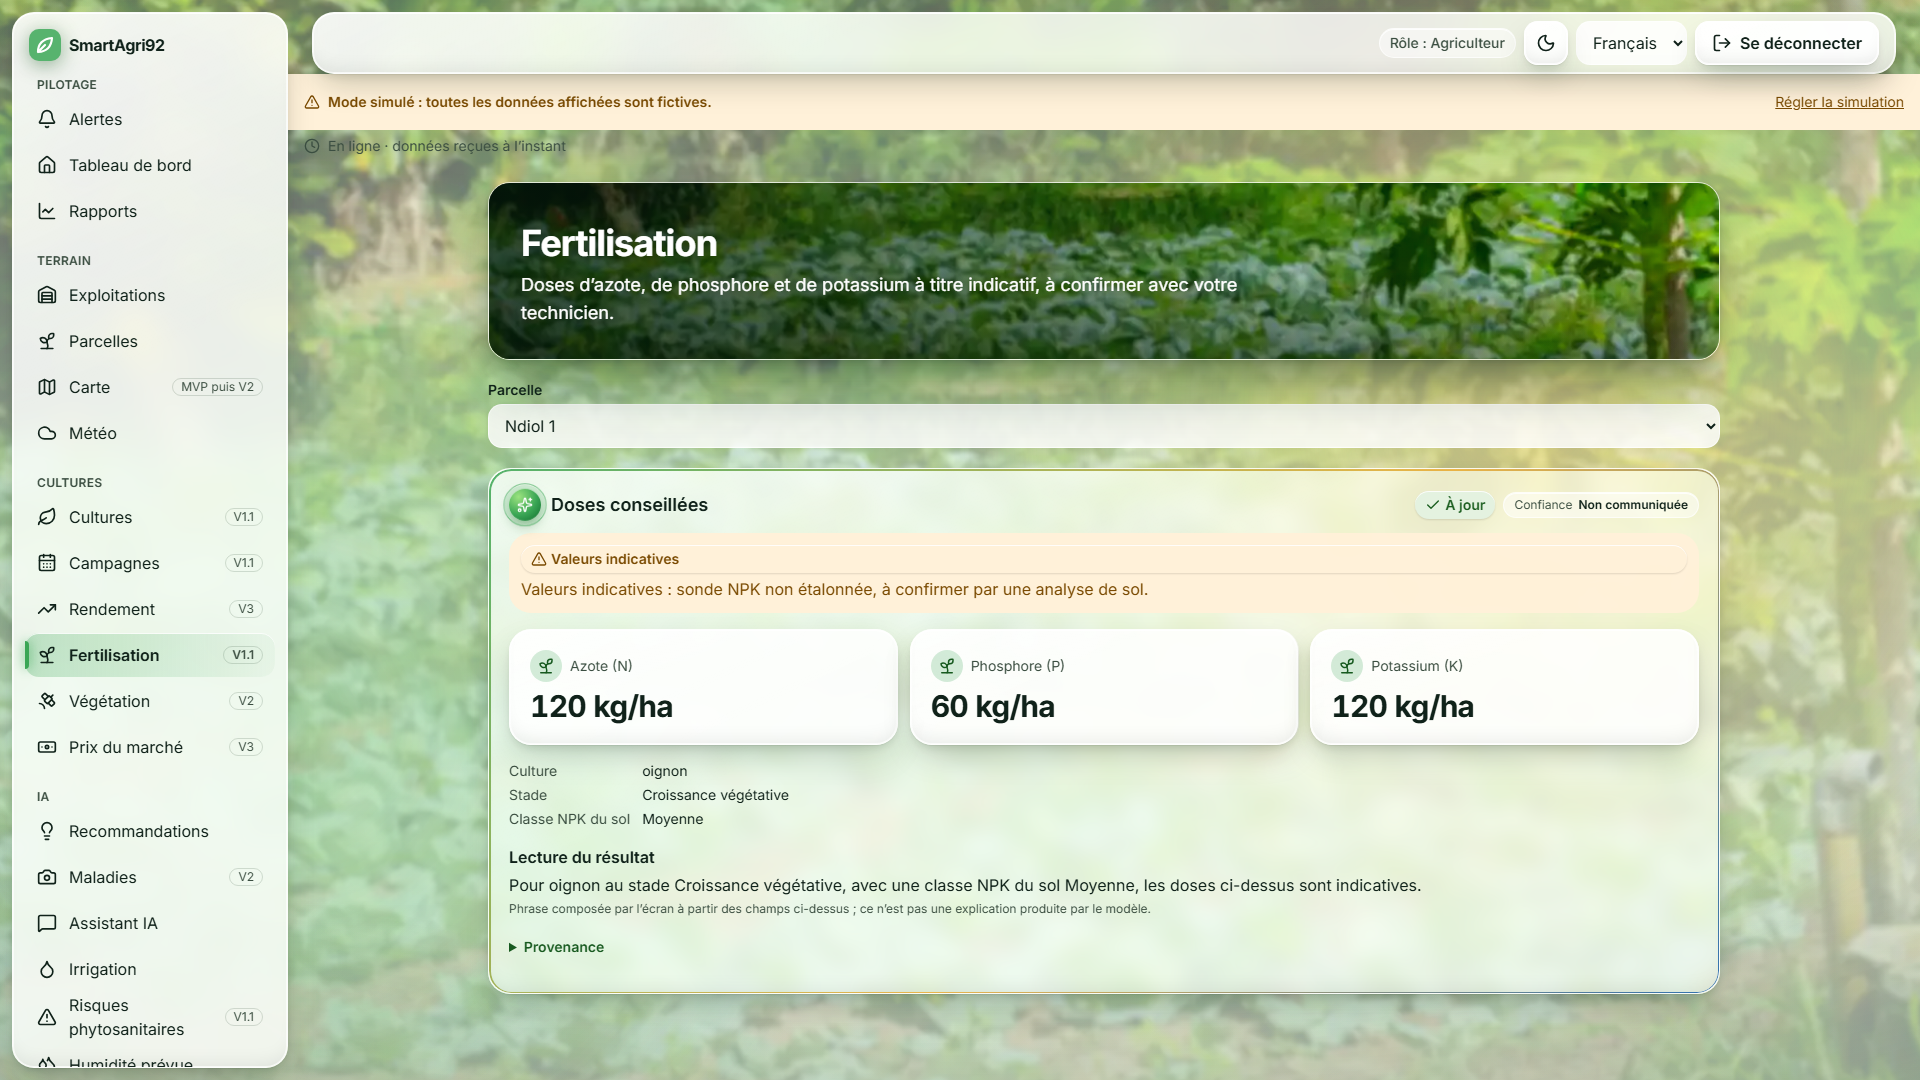 SmartAgri92
PILOTAGE
Alertes
Tableau de bord
Rapports
TERRAIN
Exploitations
Parcelles
Carte MVP puis V2
Météo
CULTURES
Cultures V1.1
Campagnes V1.1
Rendement V3
Fertilisation V1.1
Végétation V2
Prix du marché V3
IA
Recommandations
Maladies V2
Assistant IA
Irrigation
Risques
phytosanitaires V1.1
Humidité prévue
Rôle : Agriculteur
Français
Se déconnecter
Mode simulé : toutes les données affichées sont fictives.
Régler la simulation
En ligne · données reçues à l’instant
Fertilisation
Doses d’azote, de phosphore et de potassium à titre indicatif, à confirmer avec votre
technicien.
Parcelle
Ndiol 1
Doses conseillées
À jour
Confiance Non communiquée
Valeurs indicatives
Valeurs indicatives : sonde NPK non étalonnée, à confirmer par une analyse de sol.
Azote (N)
120 kg/ha
Phosphore (P)
60 kg/ha
Potassium (K)
120 kg/ha
Culture oignon
Stade Croissance végétative
Classe NPK du sol Moyenne
Lecture du résultat
Pour oignon au stade Croissance végétative, avec une classe NPK du sol Moyenne, les doses ci-dessus sont indicatives.
Phrase composée par l’écran à partir des champs ci-dessus ; ce n’est pas une explication produite par le modèle.
Provenance